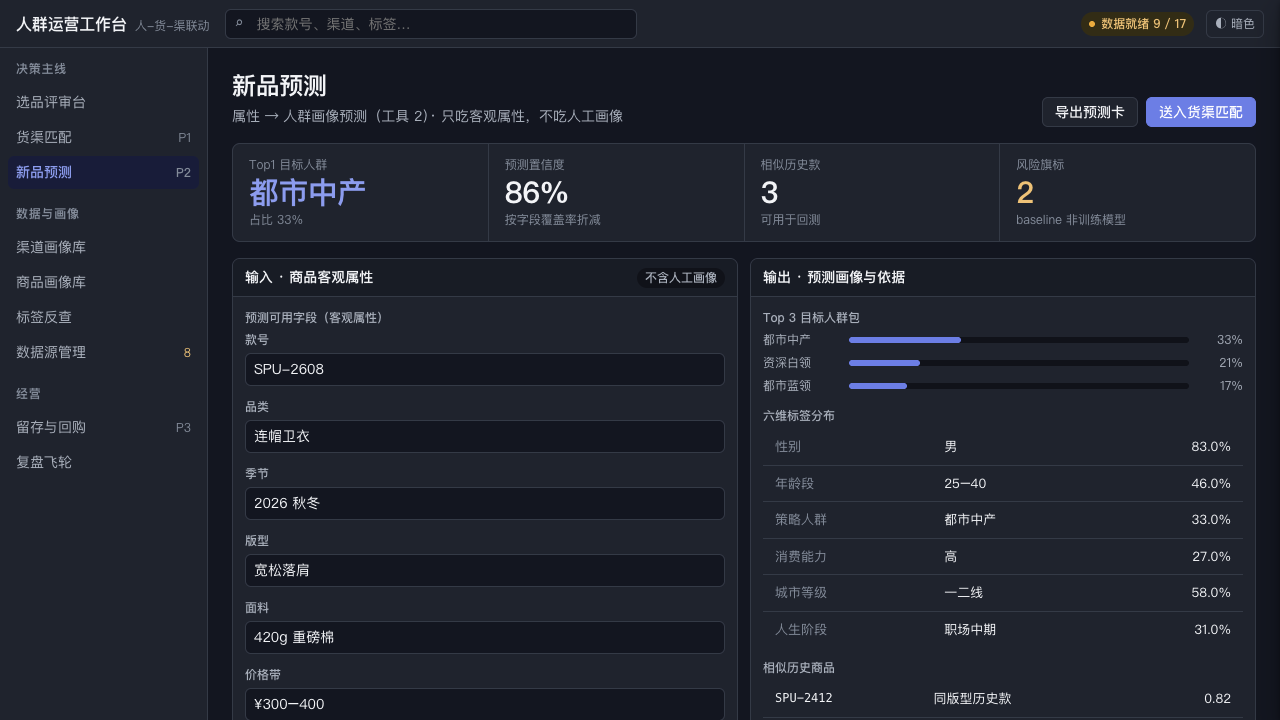 人群运营工作台 人-货-渠联动
搜索款号、渠道、标签...
数据就绪 9 / 17
暗色
决策主线
选品评审台
货渠匹配 P1
新品预测 P2
数据与画像
渠道画像库
商品画像库
标签反查
数据源管理 8
经营
留存与回购 P3
复盘飞轮
新品预测
属性 → 人群画像预测（工具 2）· 只吃客观属性，不吃人工画像
导出预测卡
送入货渠匹配
Top1 目标人群
都市中产
占比 33%
预测置信度
86%
按字段覆盖率折减
相似历史款
3
可用于回测
风险旗标
2
baseline 非训练模型
输入 · 商品客观属性
不含人工画像
预测可用字段（客观属性）
款号
SPU-2608
品类
连帽卫衣
季节
2026 秋冬
版型
宽松落肩
面料
420g 重磅棉
价格带
¥300—400
输出 · 预测画像与依据
Top 3 目标人群包
都市中产 33%
资深白领 21%
都市蓝领 17%
六维标签分布
性别 男 83.0%
年龄段 25—40 46.0%
策略人群 都市中产 33.0%
消费能力 高 27.0%
城市等级 一二线 58.0%
人生阶段 职场中期 31.0%
相似历史商品
SPU-2412 同版型历史款 0.82